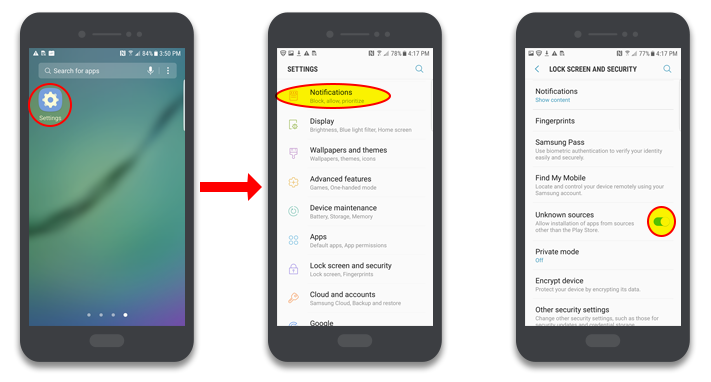 84% 3:50 PM
Search for apps
Settings
78% 4:17 PM
SETTINGS
Notifications
Block, allow, prioritize
Display
Brightness, Blue light filter, Home screen
Wallpapers and themes
Wallpapers, themes, icons
Advanced features
Games, One-handed mode
Device maintenance
Battery, Storage, Memory
Apps
Default apps, App permissions
Lock screen and security
Lock screen, Fingerprints
Cloud and accounts
Samsung Cloud, Backup and restore
Google
77% 4:17 PM
LOCK SCREEN AND SECURITY
Notifications
Show content
Fingerprints
Samsung Pass
Use biometric authentication to verify your identity
easily and securely.
Find My Mobile
Locate and control your device remotely using your
Samsung account.
Unknown sources
Allow installation of apps from sources
other than the Play Store.
Private mode
Off
Encrypt device
Protect your device by encrypting its data.
Other security settings
Change other security settings, such as those for
security updates and credential storage.